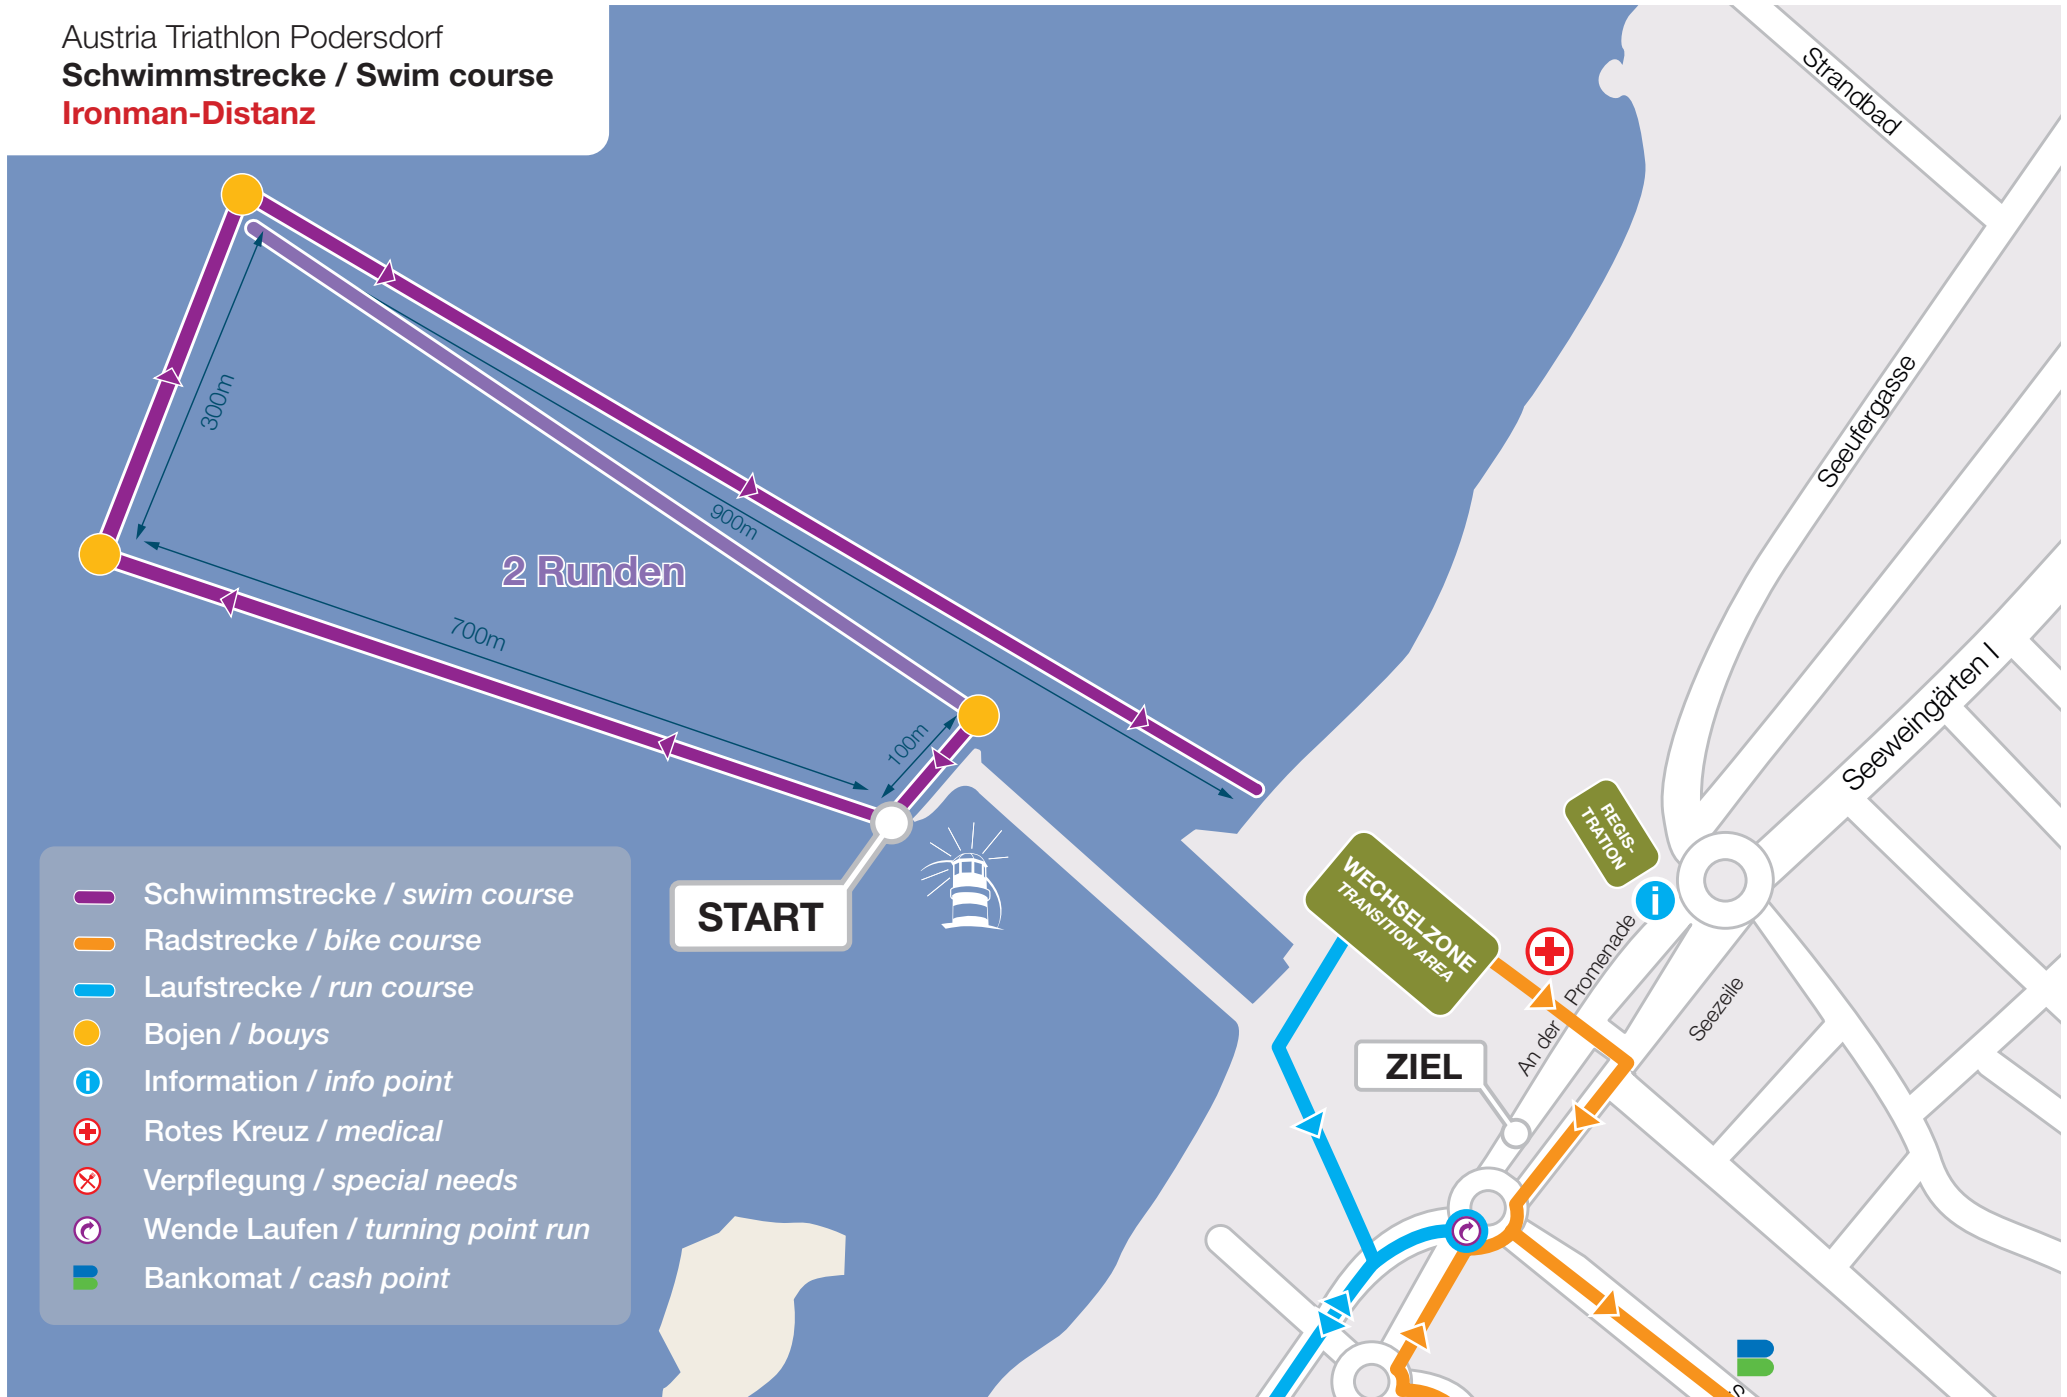 Austria Triathlon Podersdorf
Schwimmstrecke / Swim course
Ironman-Distanz
Strandbad
Seeufergasse
300m
900m
2 Runden
700m
100m
Seeweingärten I
REGIS-
TRATION
WECHSELZONE
TRANSITION AREA
i
An der Promenade
Seezeile
START
ZIEL
Schwimmstrecke / swim course
Radstrecke / bike course
Laufstrecke / run course
Bojen / bouys
i Information / info point
Rotes Kreuz / medical
Verpflegung / special needs
Wende Laufen / turning point run
Bankomat / cash point